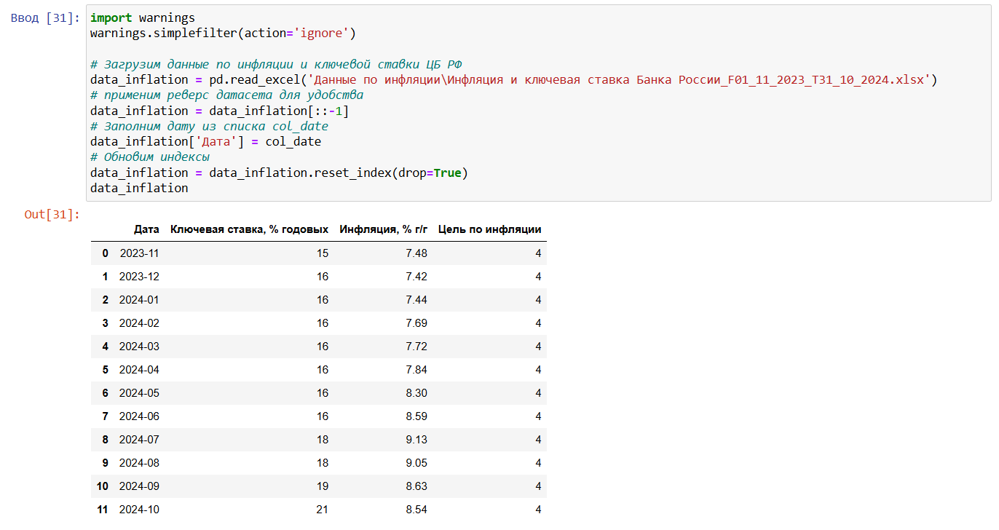 Ввод [31]:
import warnings
warnings.simplefilter(action='ignore')
# Загрузим данные по инфляции и ключевой ставки ЦБ РФ
data_inflation = pd.read_excel('Данные по инфляции\Инфляция и ключевая ставка Банка России_F01_11_2023_T31_10_2024.xlsx')
# применим реверс датасета для удобства
data_inflation = data_inflation[::-1]
# Заполним дату из списка col_date
data_inflation['Дата'] = col_date
# Обновим индексы
data_inflation = data_inflation.reset_index(drop=True)
data_inflation
Out[31]:
Дата Ключевая ставка, % годовых Инфляция, % г/г Цель по инфляции
0 2023-11 15 7.48 4
1 2023-12 16 7.42 4
2 2024-01 16 7.44 4
3 2024-02 16 7.69 4
4 2024-03 16 7.72 4
5 2024-04 16 7.84 4
6 2024-05 16 8.30 4
7 2024-06 16 8.59 4
8 2024-07 18 9.13 4
9 2024-08 18 9.05 4
10 2024-09 19 8.63 4
11 2024-10 21 8.54 4